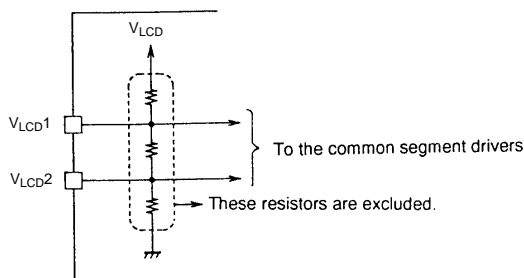 VLCD
VLCD1
To the common segment drivers
VLCD2
These resistors are excluded.